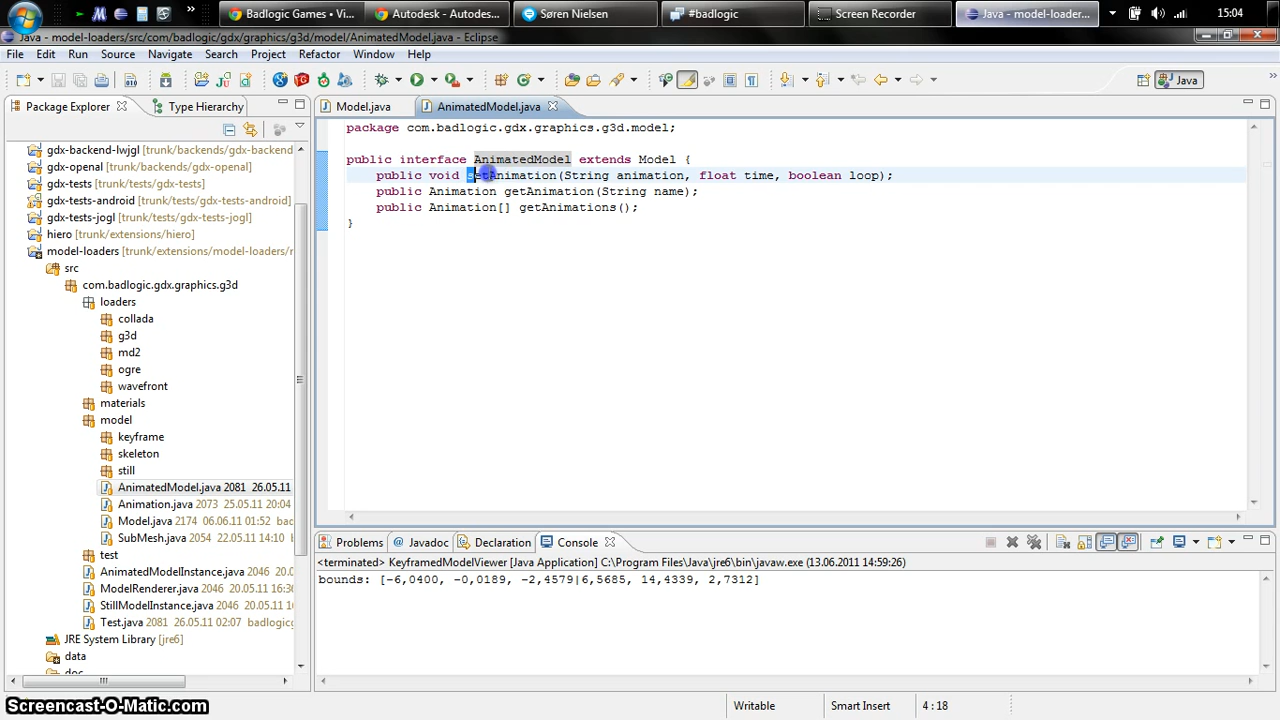 Badlogic Games « Vi...
Autodesk - Autodes...
Søren Nielsen
#badlogic
Screen Recorder
Java - model-loader...
15:04
Java - model-loaders/src/com/badlogic/gdx/graphics/g3d/model/AnimatedModel.java - Eclipse
File Edit Run Source Navigate Search Project Refactor Window Help
Java
Package Explorer
Type Hierarchy
Model.java
AnimatedModel.java
gdx-backend-lwjgl [trunk/backends/gdx-backend
gdx-openal [trunk/backends/gdx-openal]
gdx-tests [trunk/tests/gdx-tests]
gdx-tests-android [trunk/tests/gdx-tests-android]
gdx-tests-jogl [trunk/tests/gdx-tests-jogl]
hiero [trunk/extensions/hiero]
model-loaders [trunk/extensions/model-loaders/r
src
com.badlogic.gdx.graphics.g3d
loaders
collada
g3d
md2
ogre
wavefront
materials
model
keyframe
skeleton
still
AnimatedModel.java 2081 26.05.11
Animation.java 2073 25.05.11 20:04
Model.java 2174 06.06.11 01:52 bad
SubMesh.java 2054 22.05.11 14:10 b
test
AnimatedModelInstance.java 2046 20.0
ModelRenderer.java 2046 20.05.11 16:30
StillModelInstance.java 2046 20.05.11 16
Test.java 2081 26.05.11 02:07 badlogicg
JRE System Library [jre6]
data
package com.badlogic.gdx.graphics.g3d.model;
public interface AnimatedModel extends Model {
public void setAnimation(String animation, float time, boolean loop);
public Animation getAnimation(String name);
public Animation[] getAnimations();
}
Problems Javadoc Declaration Console
<terminated> KeyframedModelViewer [Java Application] C:\Program Files\Java\jre6\bin\javaw.exe (13.06.2011 14:59:26)
bounds: [-6,0400, -0,0189, -2,4579|6,5685, 14,4339, 2,7312]
Writable
Smart Insert
4 : 18
Screencast-O-Matic.com